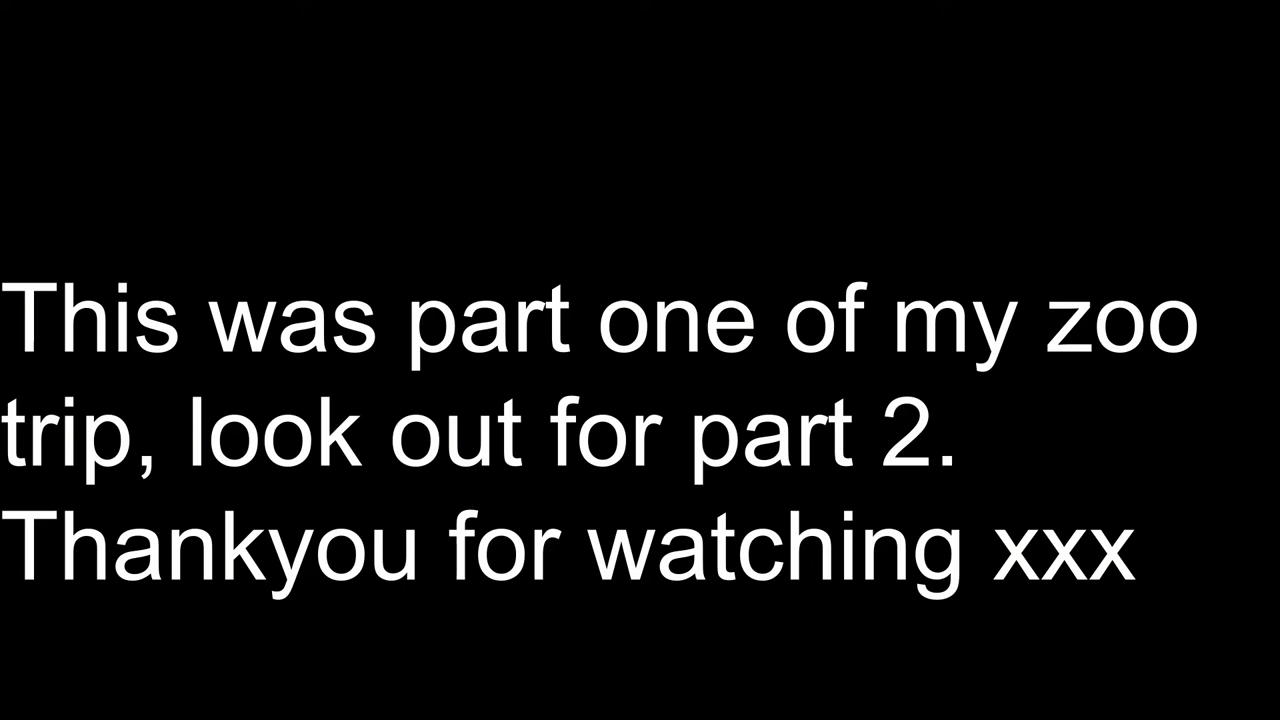 This was part one of my zoo
trip, look out for part 2.
Thankyou for watching xxx